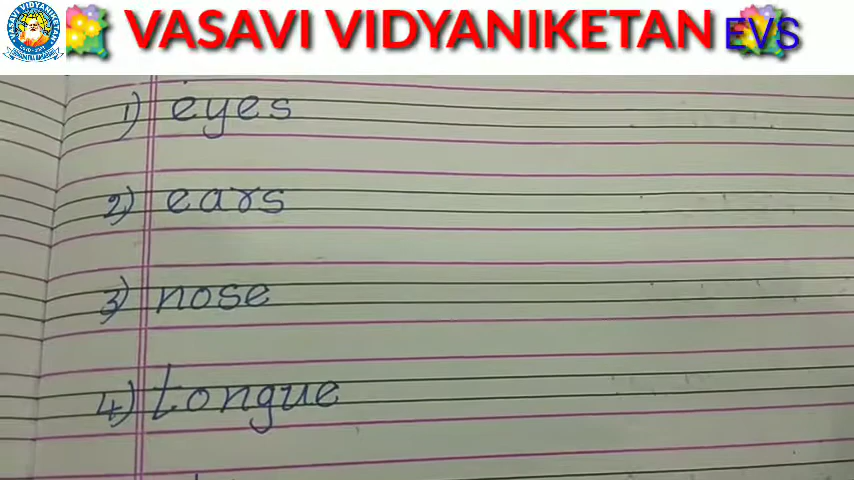 VASAVI VIDYANIKETAN EVS
1) eyes
2) ears
3) nose
4) tongue